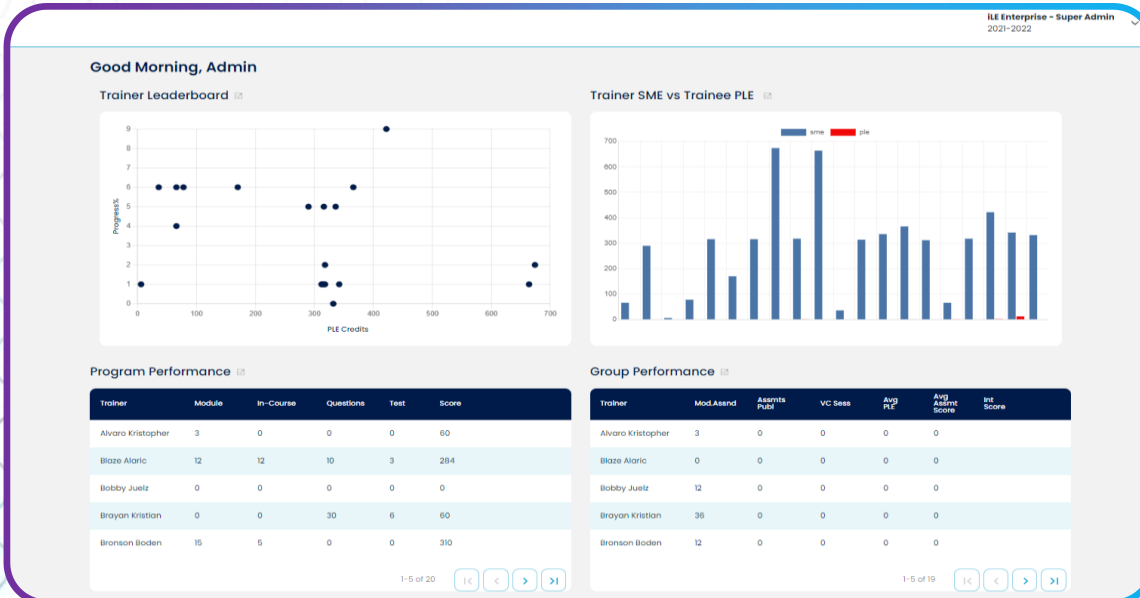 iLE Enterprise - Super Admin
2021-2022
Good Morning, Admin
Trainer Leaderboard
9
8
7
6
5
4
3
2
1
0
Progress%
0 100 200 300 400 500 600 700
PLE Credits
Trainer SME vs Trainee PLE
sme ple
700
600
500
400
300
200
100
0
Program Performance
Trainer Module In-Course Questions Test Score
Alvaro Kristopher 3 0 0 0 60
Blaze Alaric 12 12 10 3 284
Bobby Juelz 0 0 0 0 0
Brayan Kristian 0 0 30 6 60
Bronson Boden 15 5 0 0 310
1-5 of 20
Group Performance
Trainer Mod.Assnd Assmts Publ VC Sess Avg PLE Avg Assmt Score Int Score
Alvaro Kristopher 3 0 0 0 0
Blaze Alaric 0 0 0 0 0
Bobby Juelz 12 0 0 0 0
Brayan Kristian 36 0 0 0 0
Bronson Boden 12 0 0 0 0
1-5 of 19